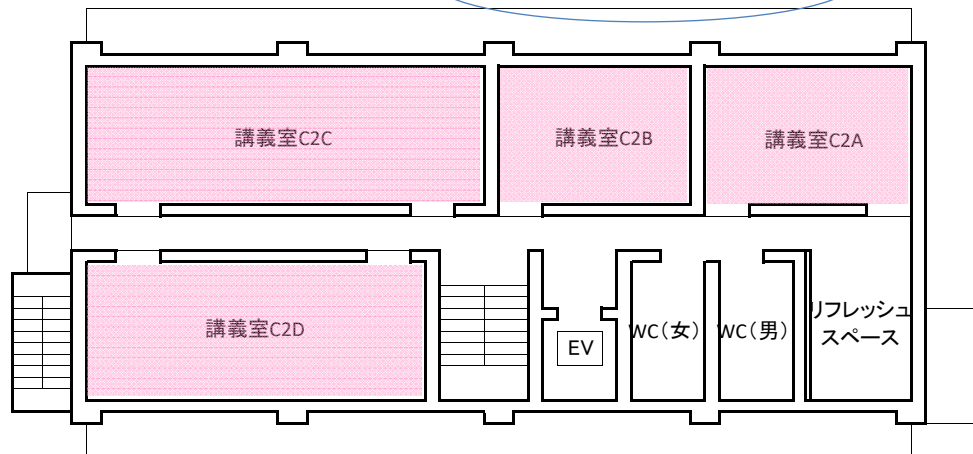 講義室C2C
講義室C2B
講義室C2A
講義室C2D
EV
WC(女)
WC(男)
リフレッシュ
スペース